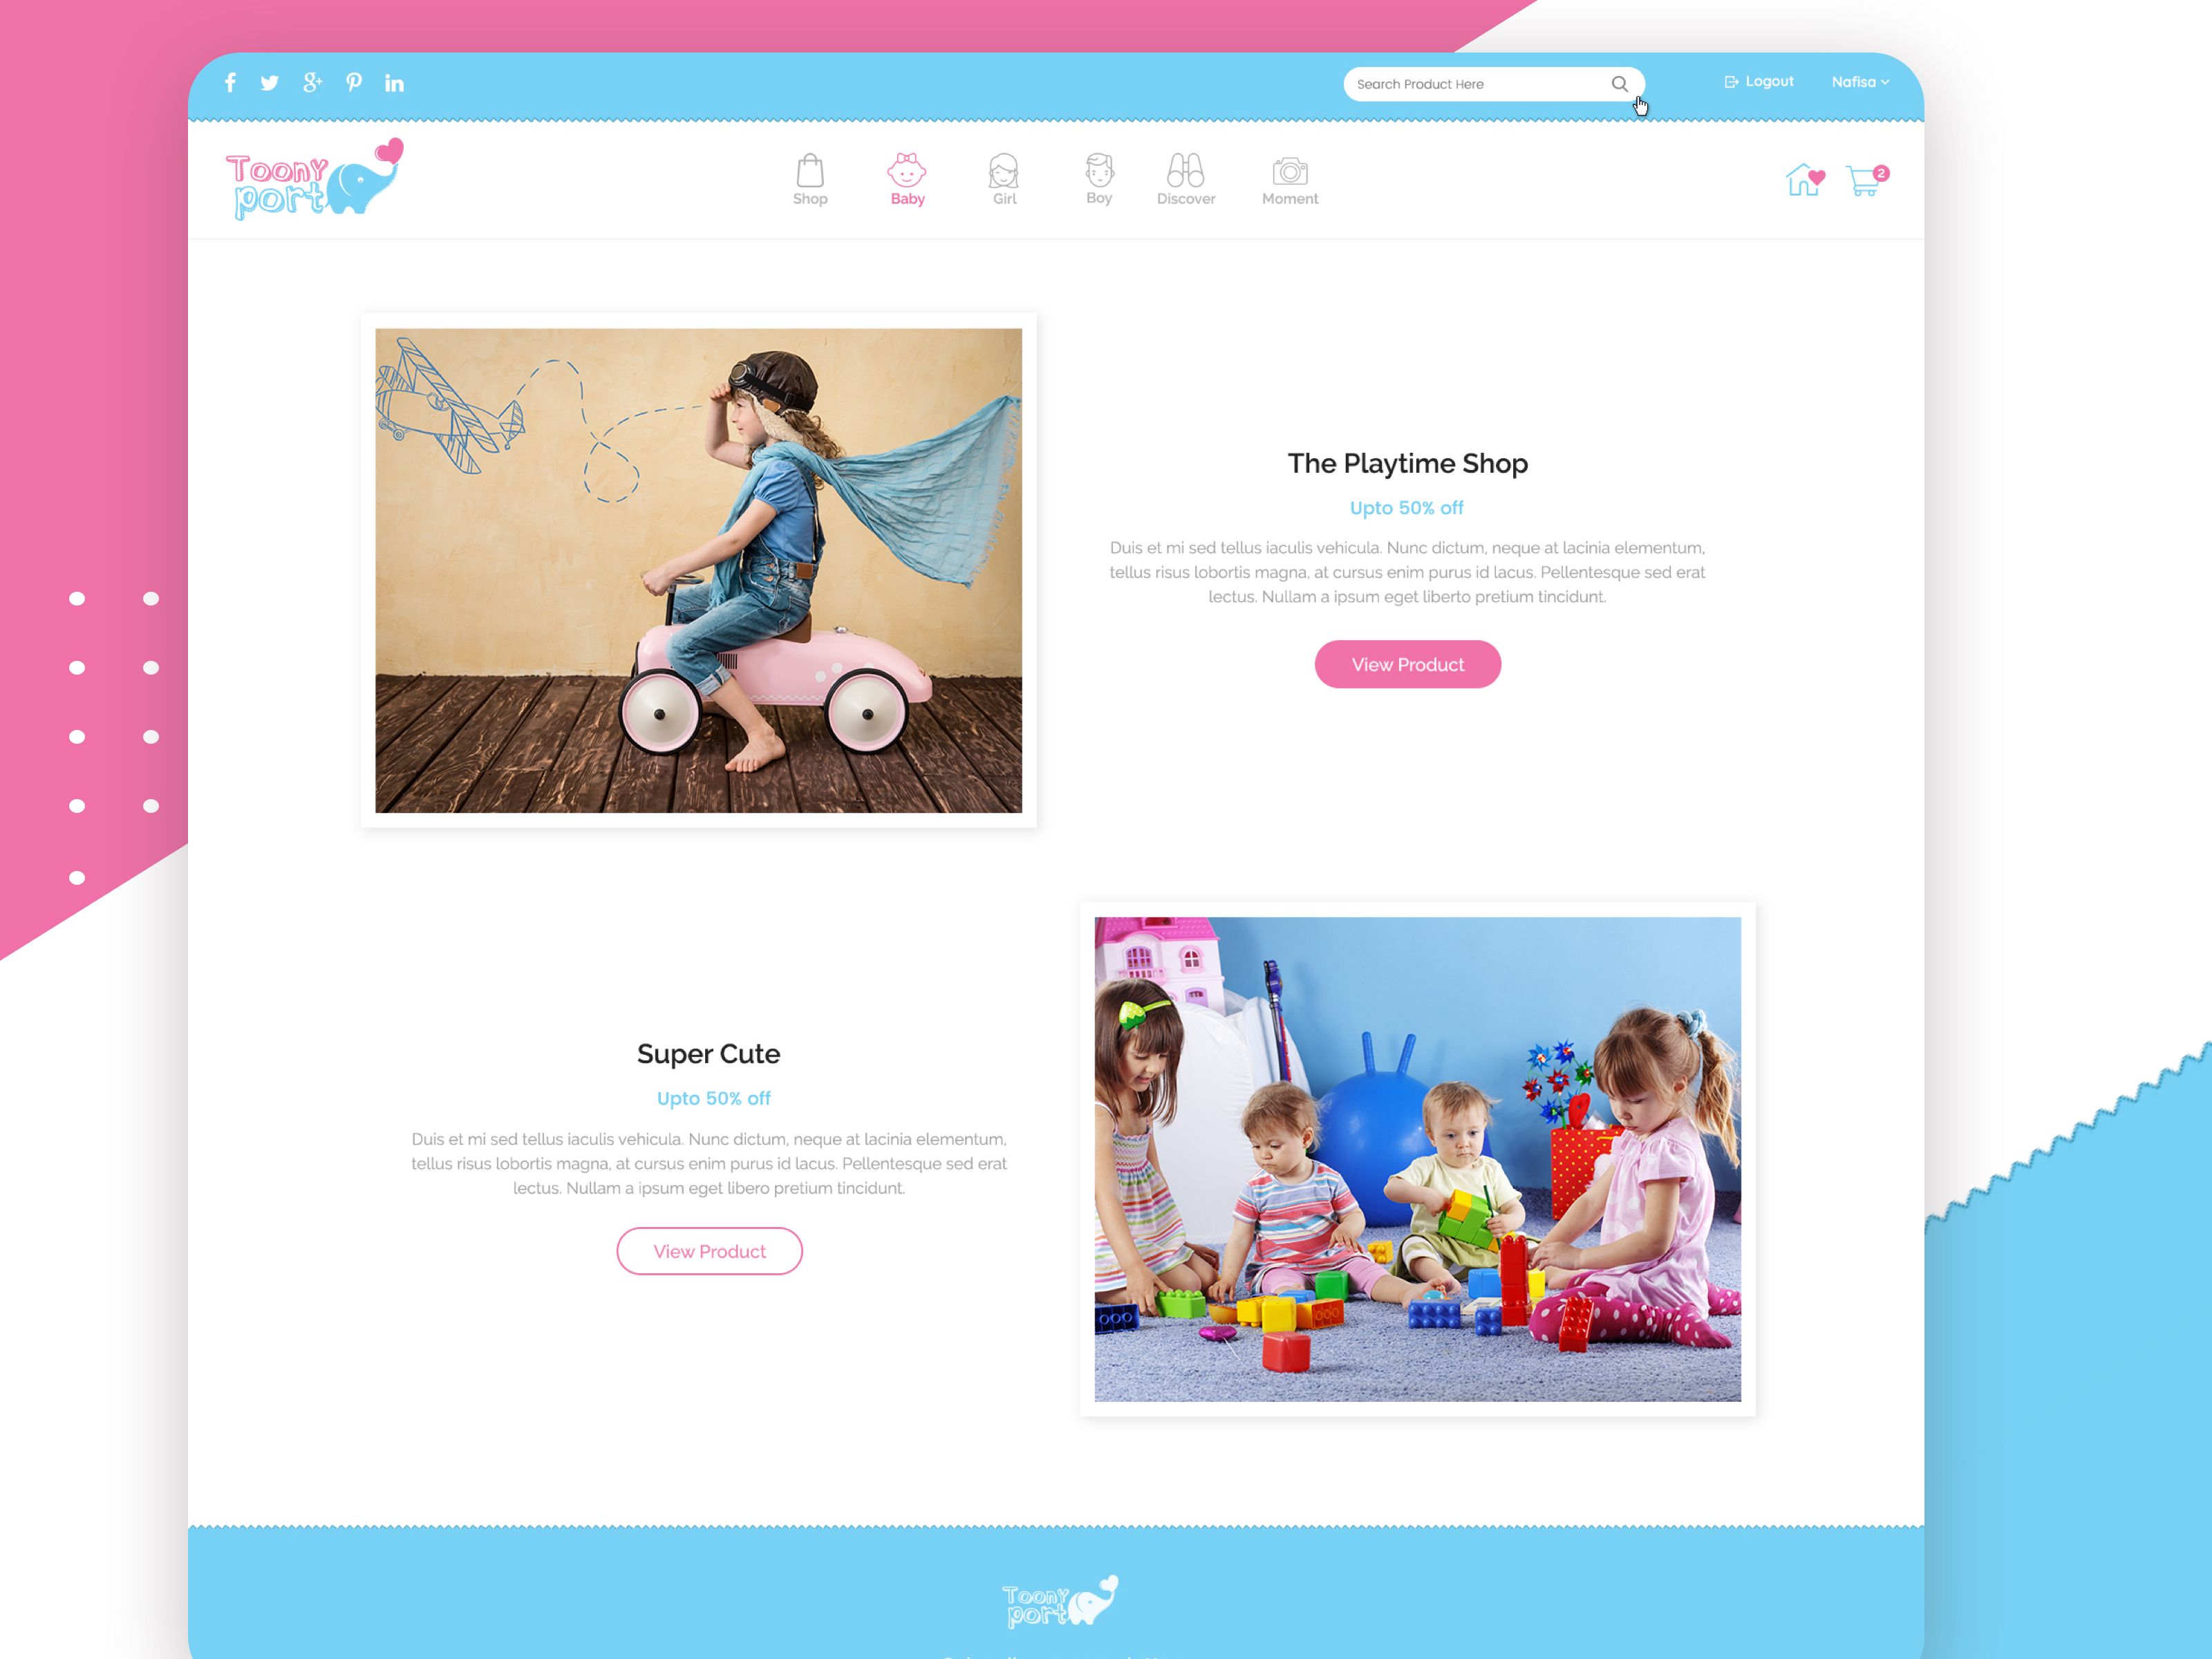 Search Product Here
Logout
Nafisa
Toony
port
Shop
Baby
Girl
Boy
Discover
Moment
2
The Playtime Shop
Upto 50% off
Duis et mi sed tellus iaculis vehicula. Nunc dictum, neque at lacinia elementum,
tellus risus lobortis magna, at cursus enim purus id lacus. Pellentesque sed erat
lectus. Nullam a ipsum eget liberto pretium tincidunt.
View Product
Super Cute
Upto 50% off
Duis et mi sed tellus iaculis vehicula. Nunc dictum, neque at lacinia elementum,
tellus risus lobortis magna, at cursus enim purus id lacus. Pellentesque sed erat
lectus. Nullam a ipsum eget libero pretium tincidunt.
View Product
Toony
port